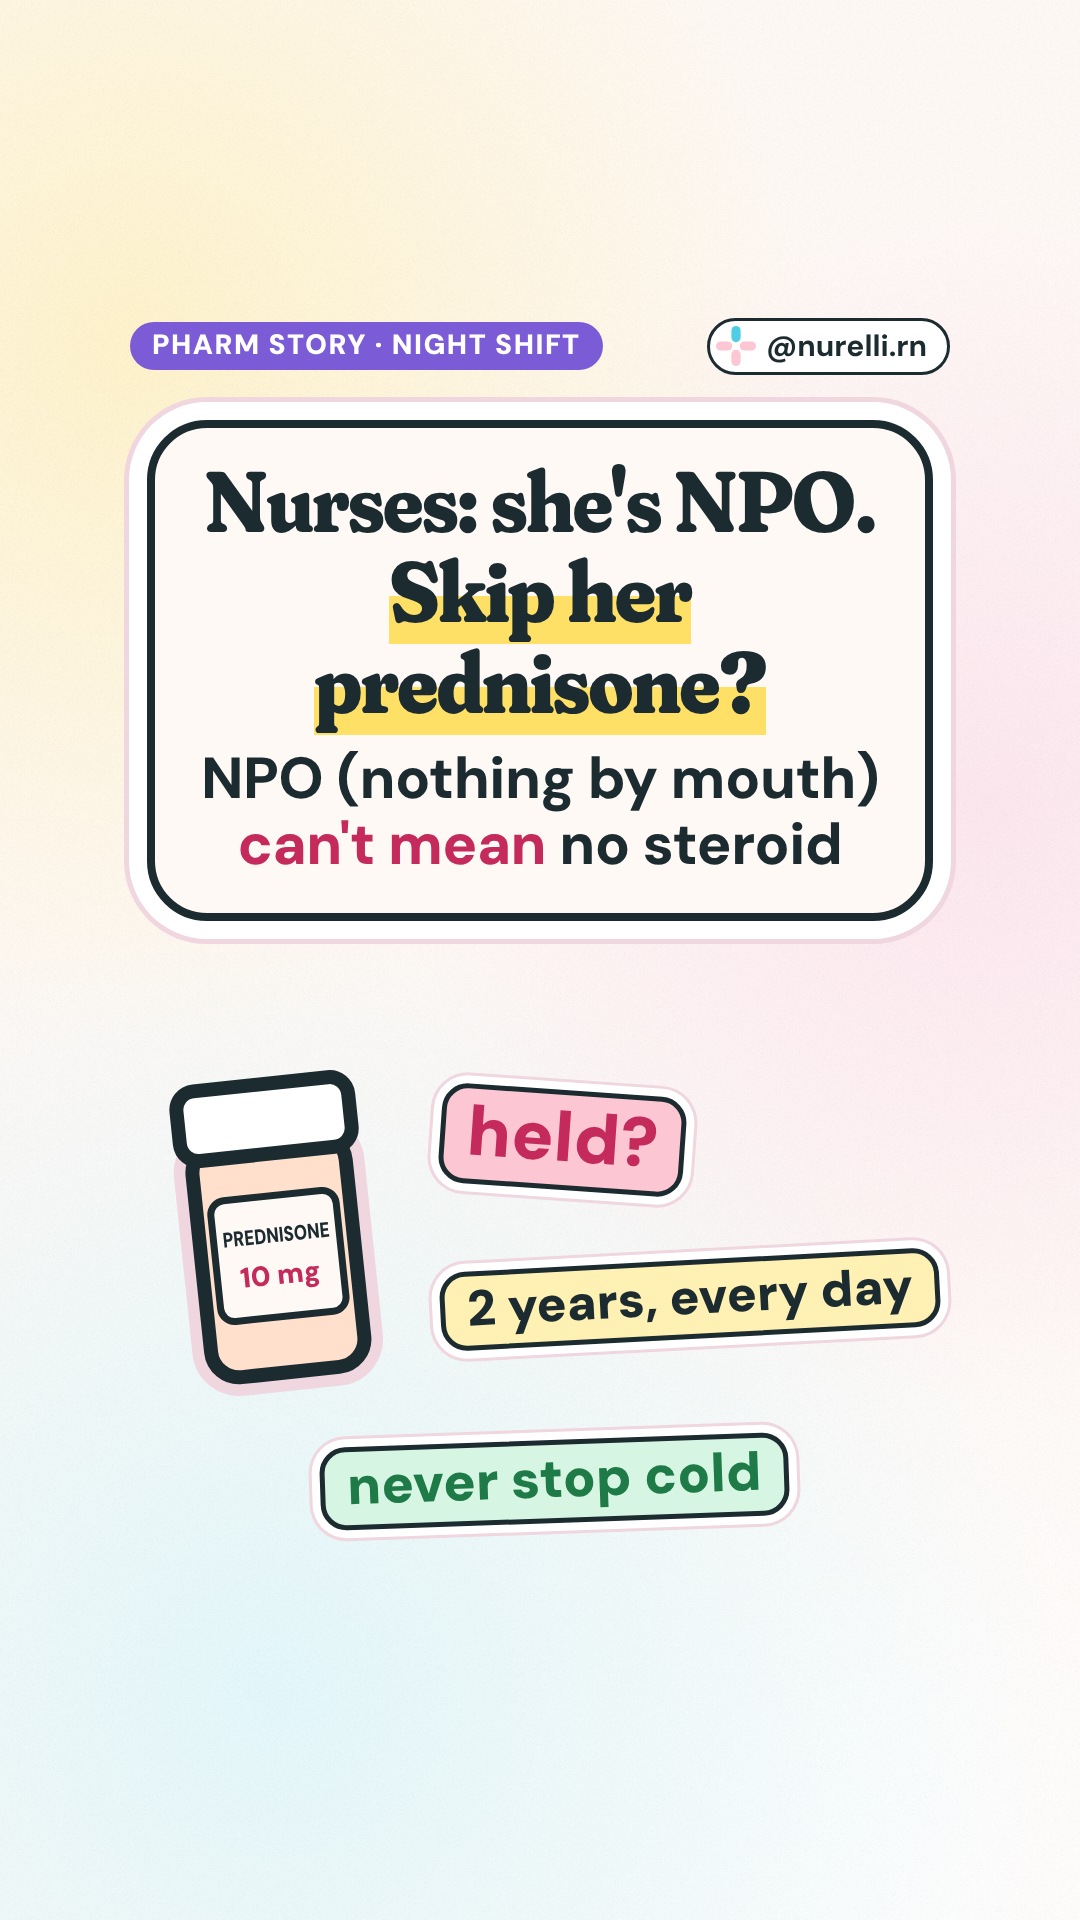 PHARM STORY · NIGHT SHIFT
@nurelli.rn
Nurses: she's NPO.
Skip her
prednisone?
NPO (nothing by mouth)
can't mean no steroid
held?
PREDNISONE
10 mg
2 years, every day
never stop cold